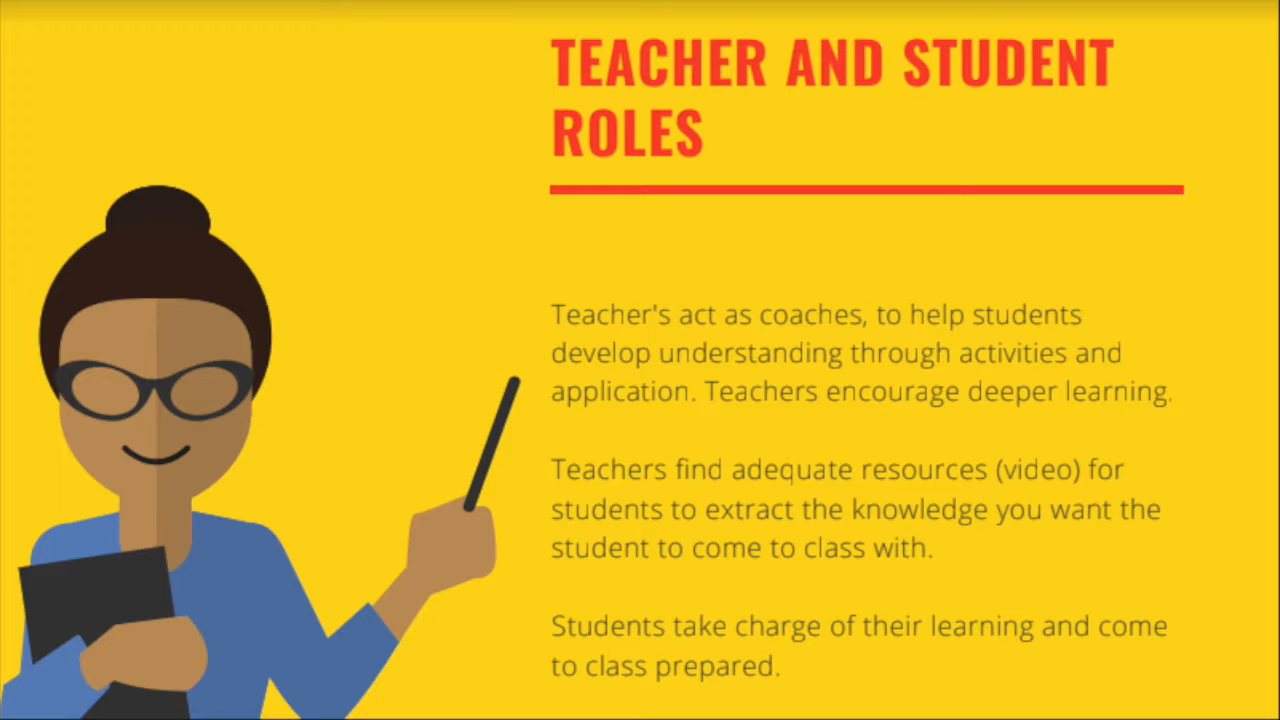 TEACHER AND STUDENT
ROLES
Teacher's act as coaches, to help students
develop understanding through activities and
application. Teachers encourage deeper learning.
Teachers find adequate resources (video) for
students to extract the knowledge you want the
student to come to class with.
Students take charge of their learning and come
to class prepared.